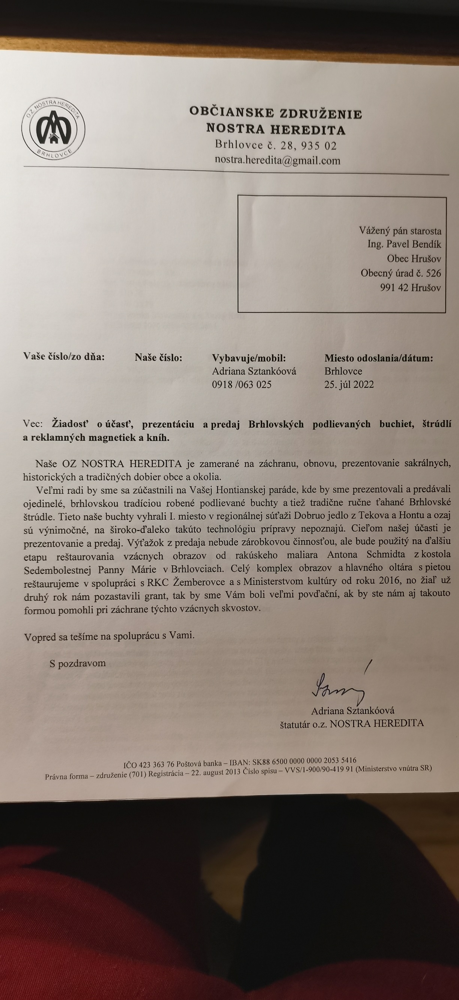 O.Z. NOSTRA HEREDITA
BRHLOVCE
OBČIANSKE ZDRUŽENIE
NOSTRA HEREDITA
Brhlovce č. 28, 935 02
nostra.heredita@gmail.com
Vážený pán starosta
Ing. Pavel Bendík
Obec Hrušov
Obecný úrad č. 526
991 42 Hrušov
Vaše číslo/zo dňa: Naše číslo: Vybavuje/mobil: Miesto odoslania/dátum:
Adriana Sztankóová Brhlovce
0918 /063 025 25. júl 2022
Vec: Žiadosť o účasť, prezentáciu a predaj Brhlovských podlievaných buchiet, štrúdlí
a reklamných magnetiek a kníh.
Naše OZ NOSTRA HEREDITA je zamerané na záchranu, obnovu, prezentovanie sakrálnych,
historických a tradičných dobier obce a okolia.
Veľmi radi by sme sa zúčastnili na Vašej Hontianskej paráde, kde by sme prezentovali a predávali
ojedinelé, brhlovskou tradíciou robené podlievané buchty a tiež tradične ručne ťahané Brhlovské
štrúdle. Tieto naše buchty vyhrali I. miesto v regionálnej súťaži Dobruo jedlo z Tekova a Hontu a ozaj
sú výnimočné, na široko-ďaleko takúto technológiu prípravy nepoznajú. Cieľom našej účasti je
prezentovanie a predaj. Výťažok z predaja nebude zárobkovou činnosťou, ale bude použitý na ďalšiu
etapu reštaurovania vzácnych obrazov od rakúskeho maliara Antona Schmidta z kostola
Sedembolestnej Panny Márie v Brhlovciach. Celý komplex obrazov a hlavného oltára s pietou
reštaurujeme v spolupráci s RKC Žemberovce a s Ministerstvom kultúry od roku 2016, no žiaľ už
druhý rok nám pozastavili grant, tak by sme Vám boli veľmi povďační, ak by ste nám aj takouto
formou pomohli pri záchrane týchto vzácnych skvostov.
Vopred sa tešíme na spoluprácu s Vami.
S pozdravom
Adriana Sztankóová
štatutár o.z. NOSTRA HEREDITA
IČO 423 363 76 Poštová banka – IBAN: SK88 6500 0000 0000 2053 5416
Právna forma – združenie (701) Registrácia – 22. august 2013 Číslo spisu – VVS/1-900/90-419 91 (Ministerstvo vnútra SR)